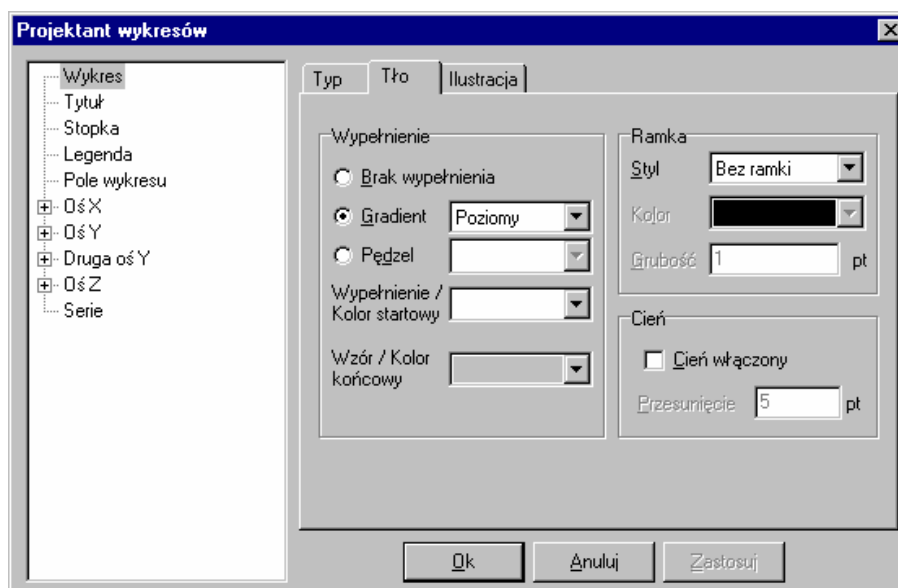 Projektant wykresów
Wykres
Tytuł
Stopka
Legenda
Pole wykresu
Oś X
Oś Y
Druga oś Y
Oś Z
Serie
Typ
Tło
Ilustracja
Wypełnienie
Brak wypełnienia
Gradient Poziomy
Pędzel
Wypełnienie /
Kolor startowy
Wzór / Kolor
końcowy
Ramka
Styl Bez ramki
Kolor
Grubość 1 pt
Cień
Cień włączony
Przesunięcie 5 pt
Ok Anuluj Zastosuj